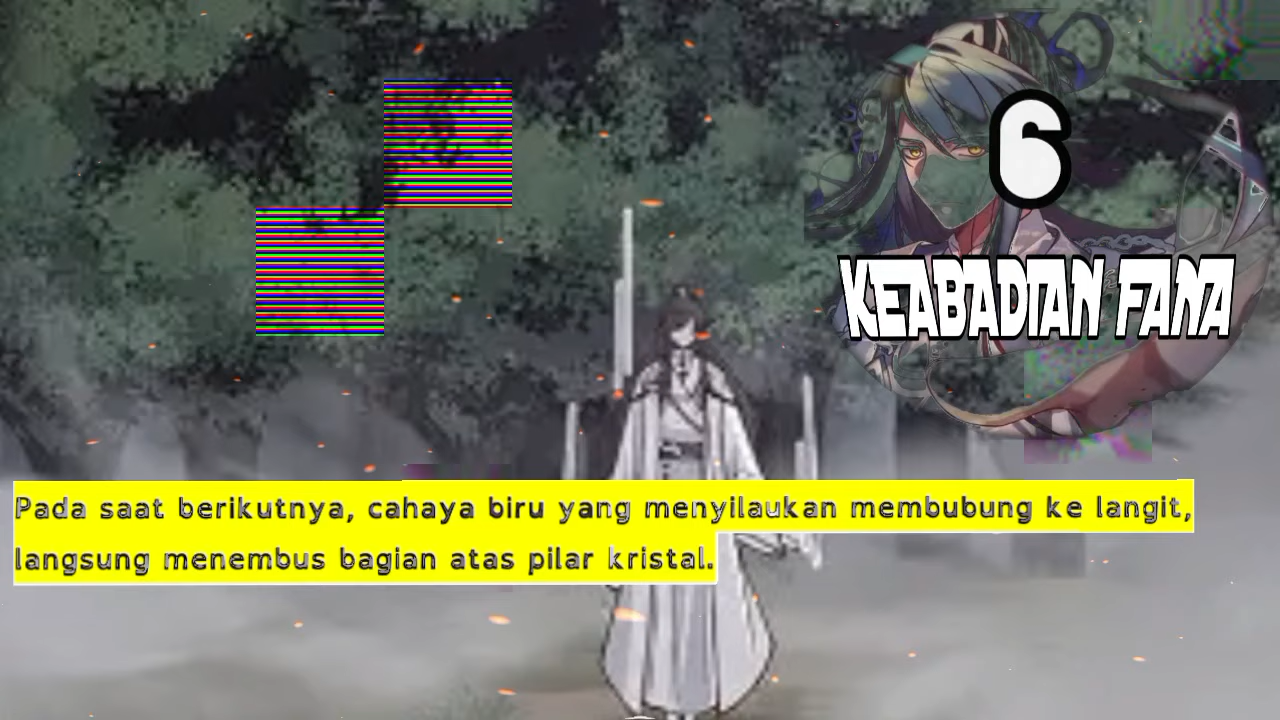 6
KEABADIAN FANA
Pada saat berikutnya, cahaya biru yang menyilaukan membubung ke langit,
langsung menembus bagian atas pilar kristal.